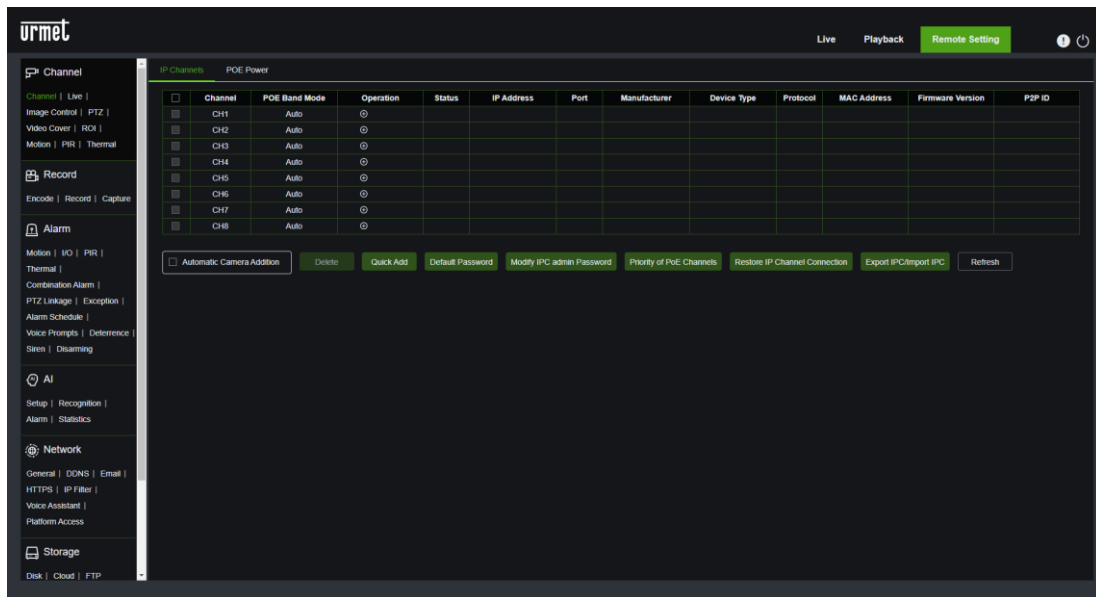 urmet
Live Playback Remote Setting
Channel
Channel | Live |
Image Control | PTZ |
Video Cover | ROI |
Motion | PIR | Thermal
Record
Encode | Record | Capture
Alarm
Motion | I/O | PIR |
Thermal |
Combination Alarm |
PTZ Linkage | Exception |
Alarm Schedule |
Voice Prompts | Deterrence |
Siren | Disarming
AI
Setup | Recognition |
Alarm | Statistics
Network
General | DDNS | Email |
HTTPS | IP Filter |
Voice Assistant |
Platform Access
Storage
Disk | Cloud | FTP
IP Channels POE Power
Channel POE Band Mode Operation Status IP Address Port Manufacturer Device Type Protocol MAC Address Firmware Version P2P ID
CH1 Auto
CH2 Auto
CH3 Auto
CH4 Auto
CH5 Auto
CH6 Auto
CH7 Auto
CH8 Auto
Automatic Camera Addition Delete Quick Add Default Password Modify IPC admin Password Priority of PoE Channels Restore IP Channel Connection Export IPC/Import IPC Refresh